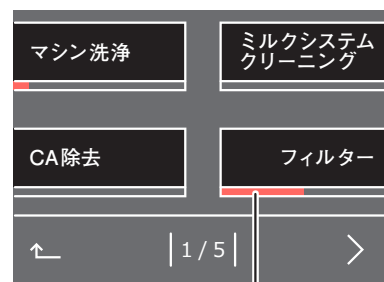 マシン洗浄
ミルクシステム
クリーニング
CA除去
フィルター
1/5